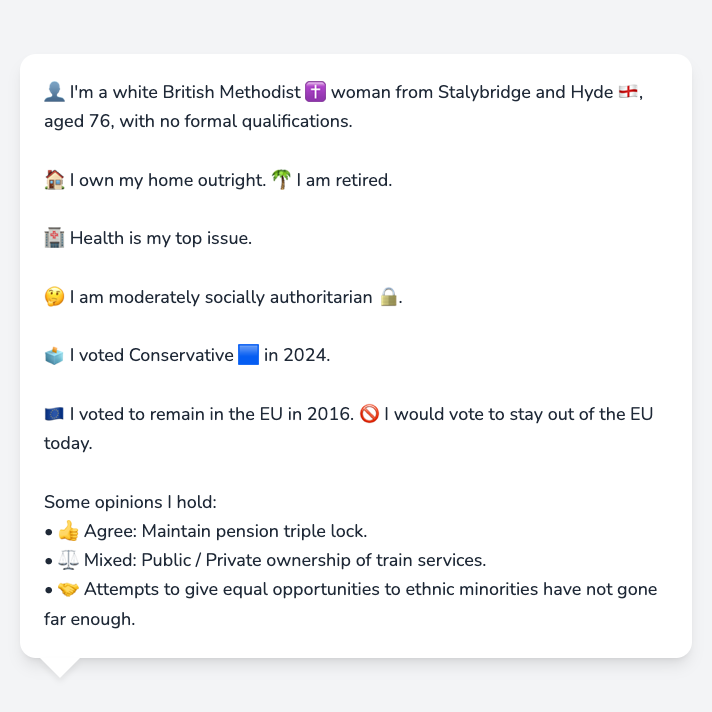 👤 I'm a white British Methodist ✝️ woman from Stalybridge and Hyde 🏴󠁧󠁢󠁥󠁮󠁧󠁿,
aged 76, with no formal qualifications.
🏠 I own my home outright. 🌴 I am retired.
🏥 Health is my top issue.
🤔 I am moderately socially authoritarian 🔒.
🗳️ I voted Conservative 🟦 in 2024.
🇪🇺 I voted to remain in the EU in 2016. 🚫 I would vote to stay out of the EU
today.
Some opinions I hold:
• 👍 Agree: Maintain pension triple lock.
• ⚖️ Mixed: Public / Private ownership of train services.
• 🤝 Attempts to give equal opportunities to ethnic minorities have not gone
far enough.